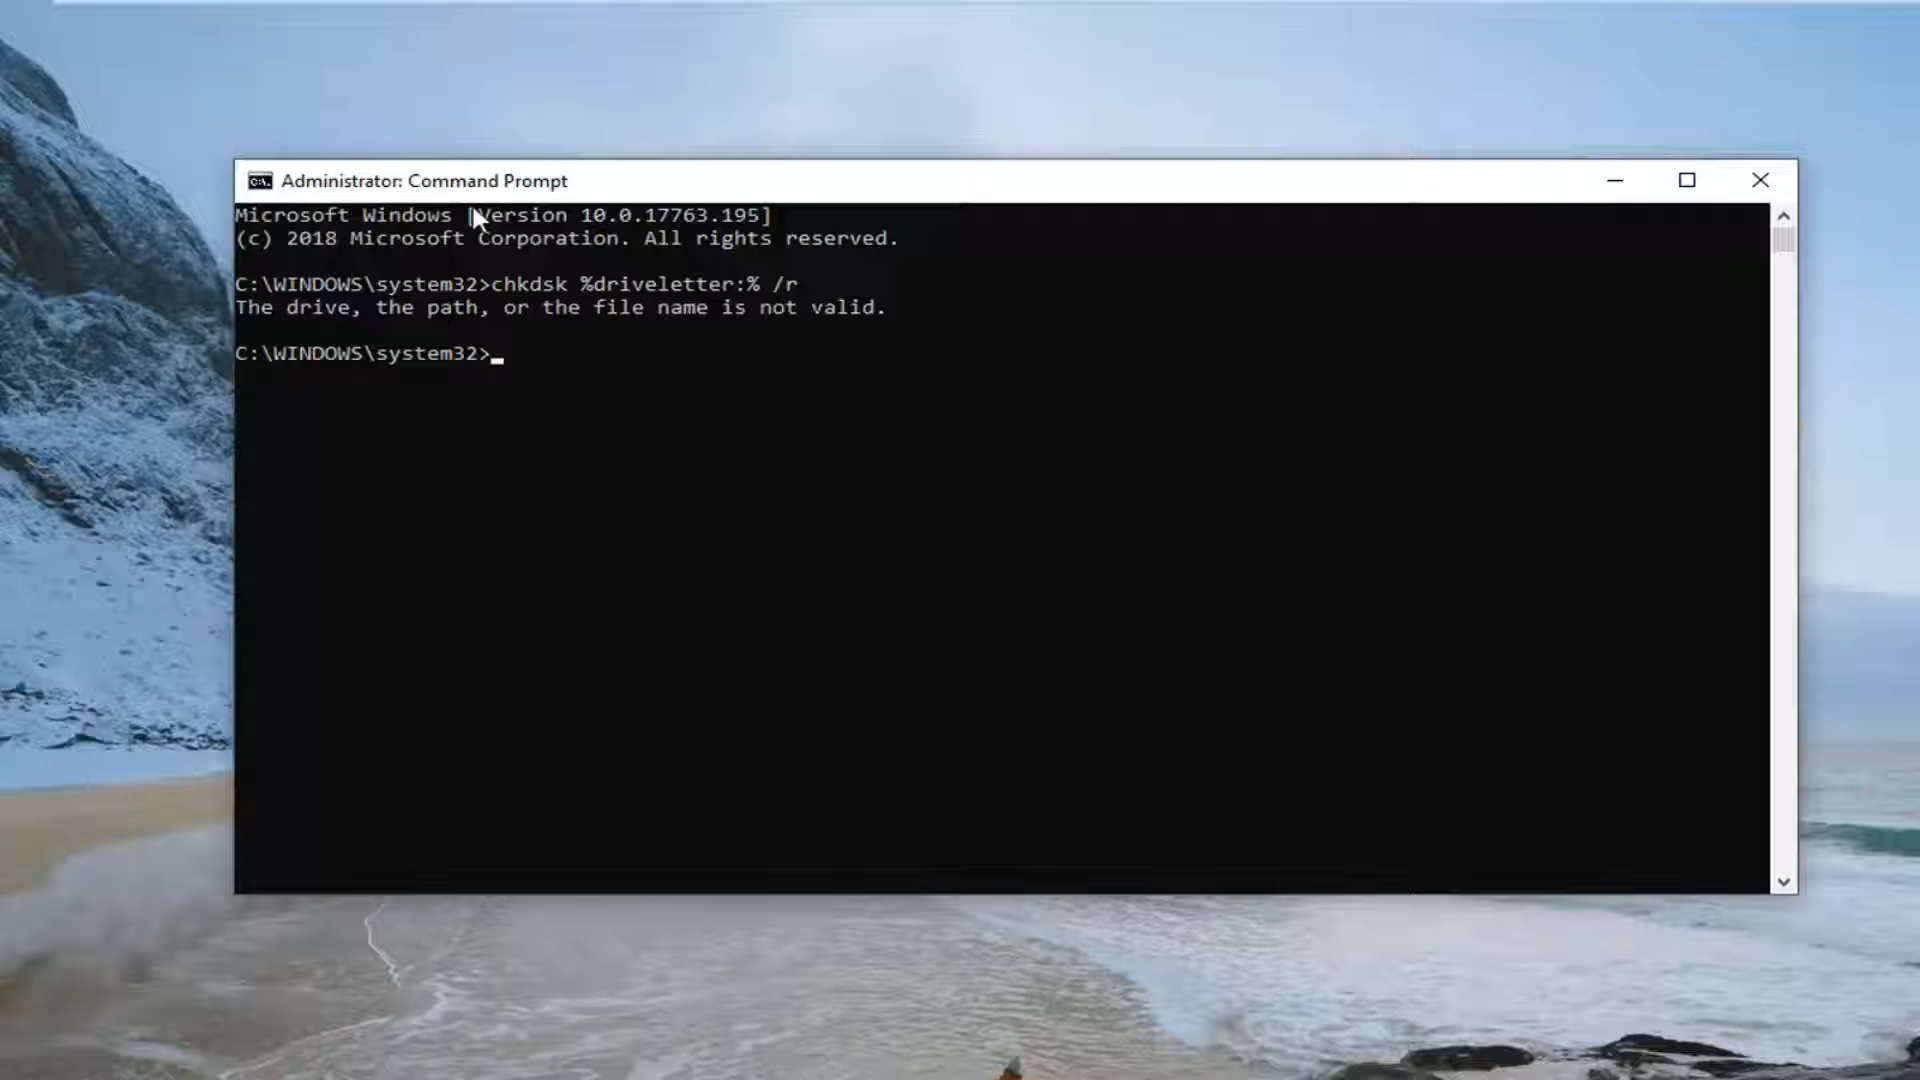 Administrator: Command Prompt
Microsoft Windows [Version 10.0.17763.195]
(c) 2018 Microsoft Corporation. All rights reserved.
C:\WINDOWS\system32>chkdsk %driveletter:% /r
The drive, the path, or the file name is not valid.
C:\WINDOWS\system32>